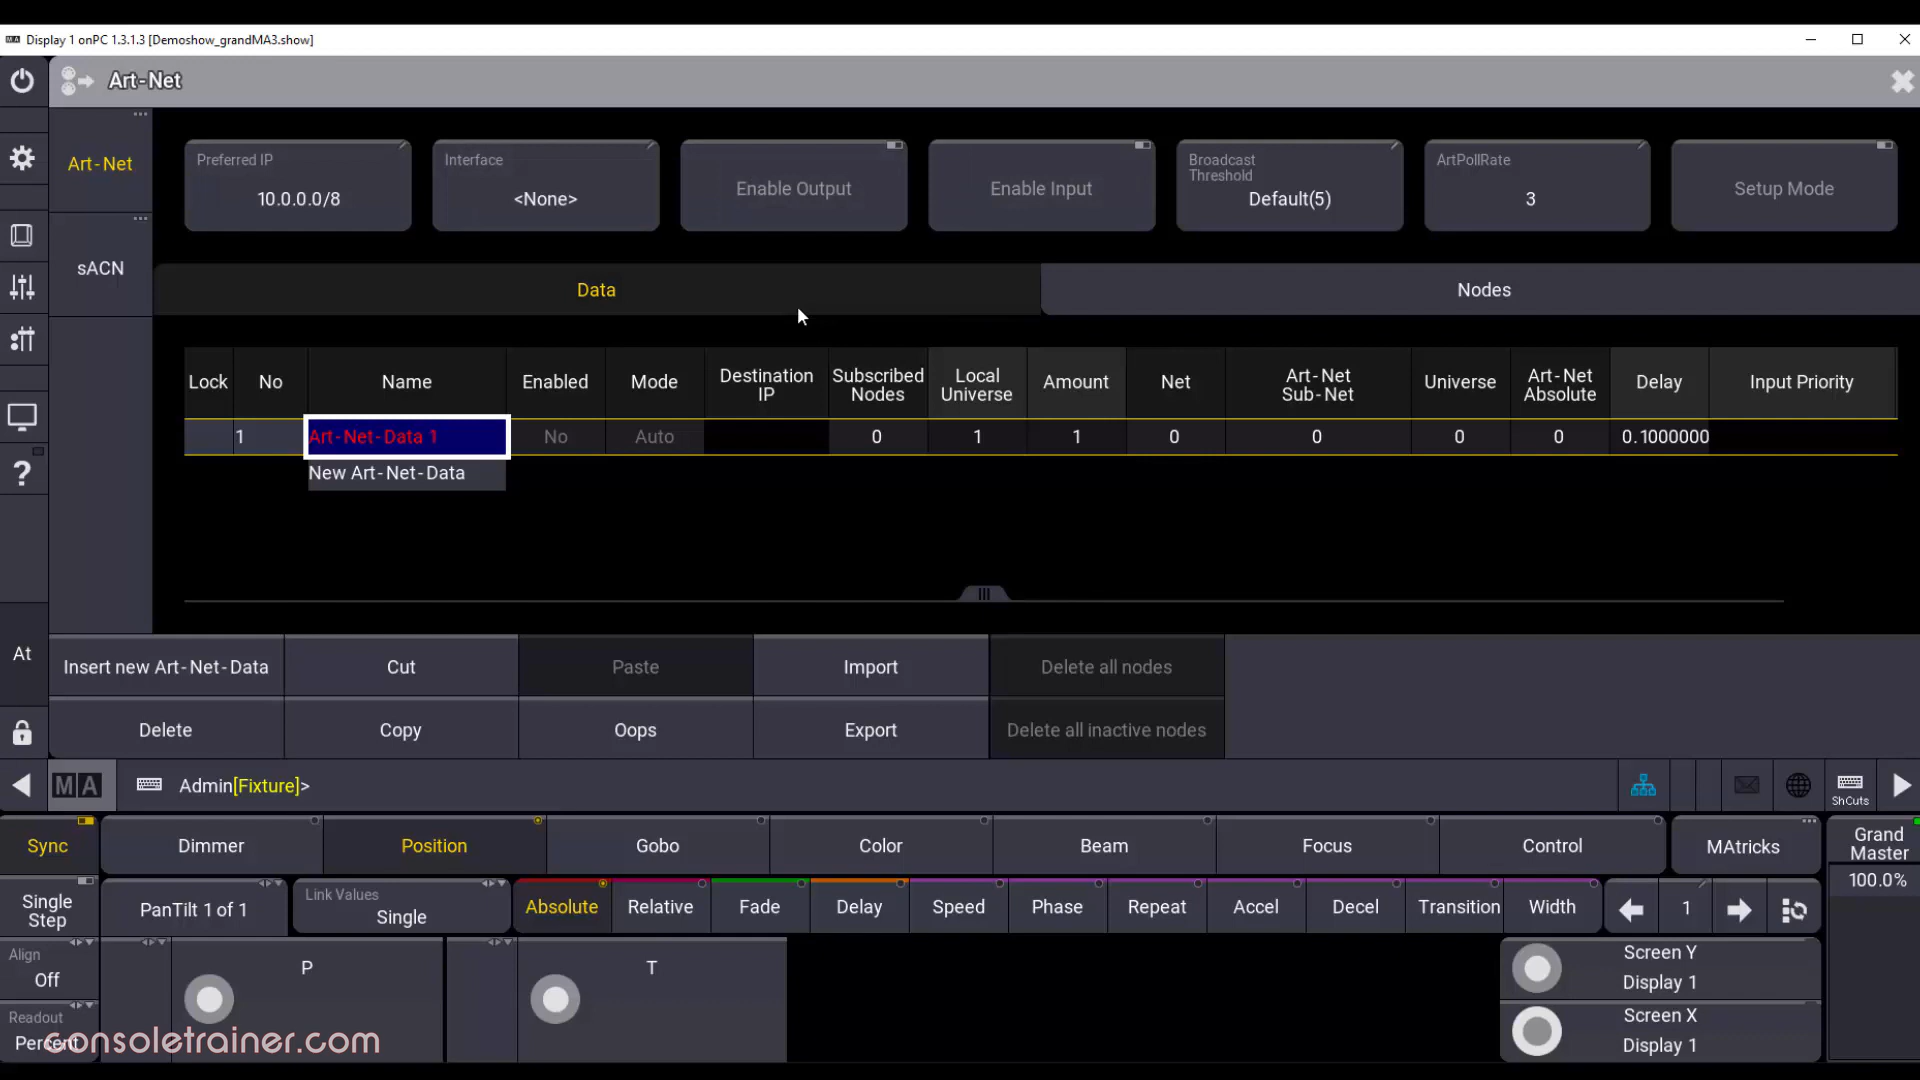 MA Display 1 onPC 1.3.1.3 [Demoshow_grandMA3.show]
Art-Net
Art-Net
sACN
Preferred IP
10.0.0.0/8
Interface
<None>
Enable Output
Enable Input
Broadcast
Threshold
Default(5)
ArtPollRate
3
Setup Mode
Data
Nodes
Lock
No
Name
Enabled
Mode
Destination
IP
Subscribed
Nodes
Local
Universe
Amount
Net
Art-Net
Sub-Net
Universe
Art-Net
Absolute
Delay
Input Priority
1
Art-Net-Data 1
No
Auto
0
1
1
0
0
0
0
0.1000000
New Art-Net-Data
?
At
Insert new Art-Net-Data
Cut
Paste
Import
Delete all nodes
Delete
Copy
Oops
Export
Delete all inactive nodes
MA
Admin[Fixture]>
ShCuts
Sync
Dimmer
Position
Gobo
Color
Beam
Focus
Control
MAtricks
Grand
Master
100.0%
Single
Step
PanTilt 1 of 1
Link Values
Single
Absolute
Relative
Fade
Delay
Speed
Phase
Repeat
Accel
Decel
Transition
Width
1
Align
Off
P
T
Screen Y
Display 1
Readout
Percent
Screen X
Display 1
consoletrainer.com